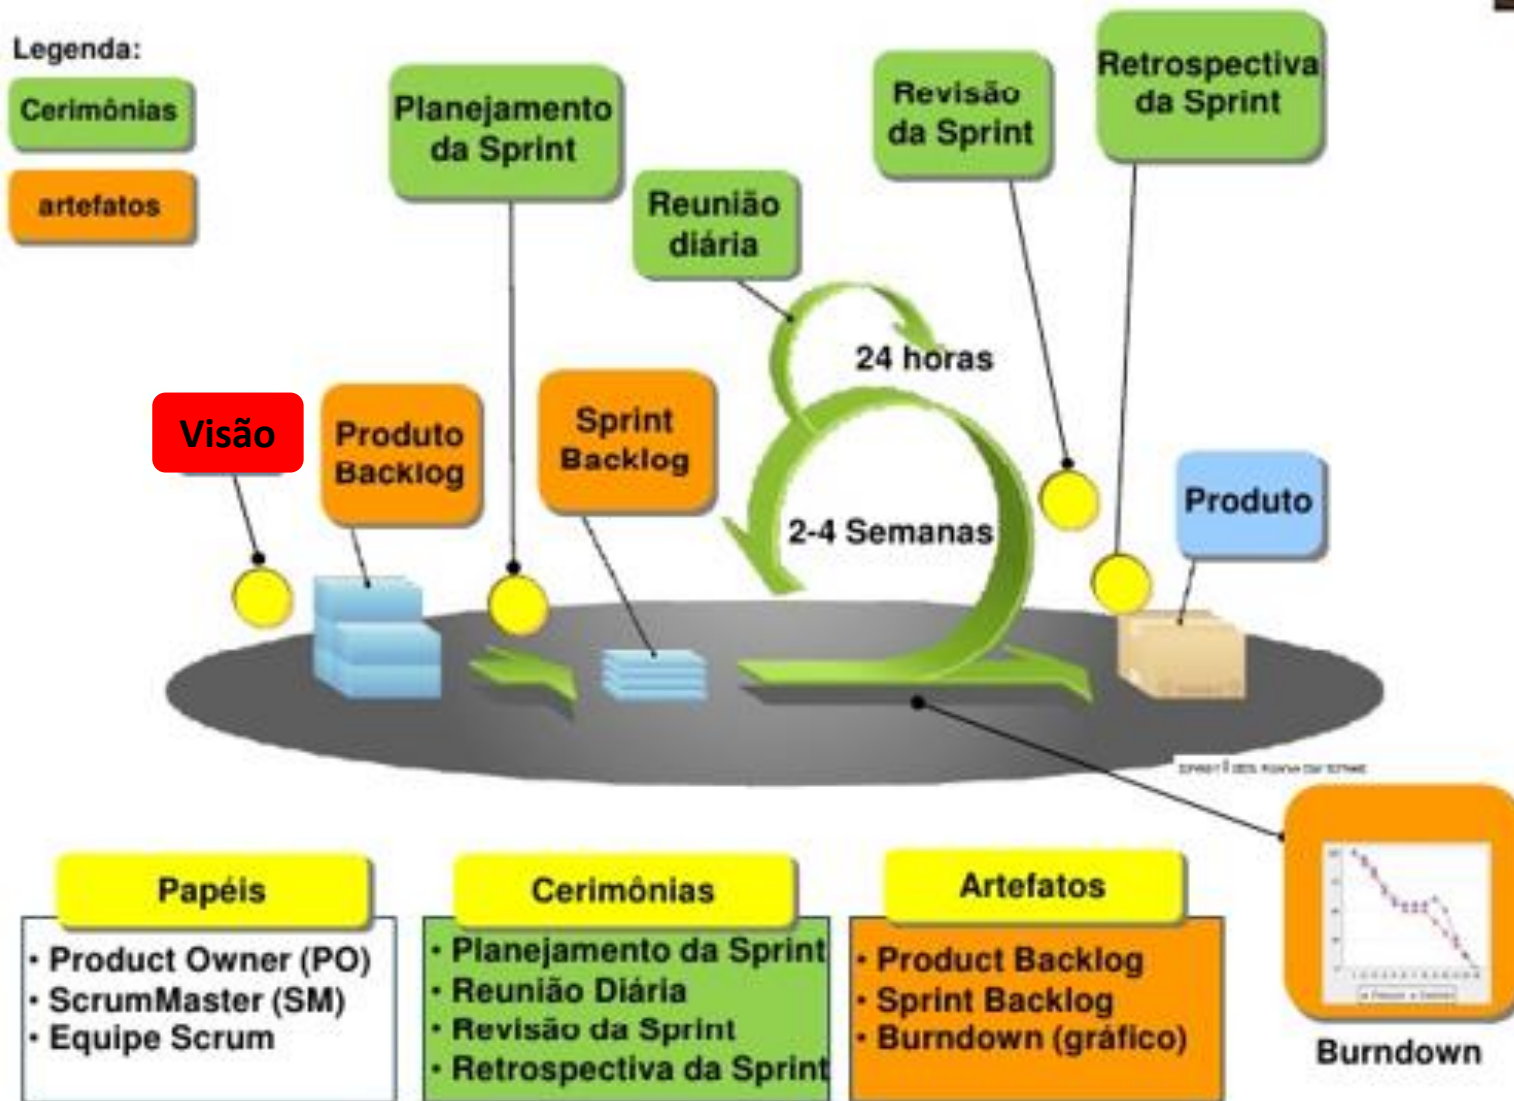 Legenda:
Cerimônias
artefatos
Planejamento
da Sprint
Reunião
diária
Revisão
da Sprint
Retrospectiva
da Sprint
24 horas
2-4 Semanas
Visão
Produto
Backlog
Sprint
Backlog
Produto
Burndown
Papéis
• Product Owner (PO)
• ScrumMaster (SM)
• Equipe Scrum
Cerimônias
• Planejamento da Sprint
• Reunião Diária
• Revisão da Sprint
• Retrospectiva da Sprint
Artefatos
• Product Backlog
• Sprint Backlog
• Burndown (gráfico)